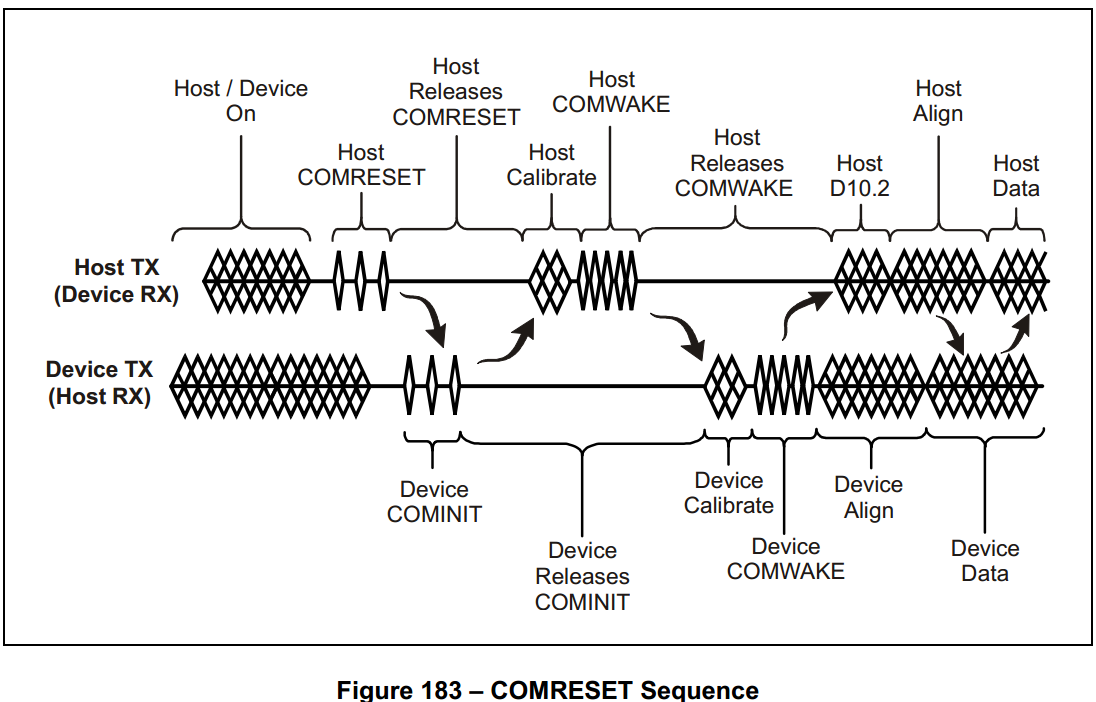 Host / Device
On
Host
COMRESET
Host
Releases
COMRESET
Host
Calibrate
Host
COMWAKE
Host
Releases
COMWAKE
Host
D10.2
Host
Align
Host
Data
Host TX
(Device RX)
Device TX
(Host RX)
Device
COMINIT
Device
Releases
COMINIT
Device
Calibrate
Device
COMWAKE
Device
Align
Device
Data
Figure 183 – COMRESET Sequence